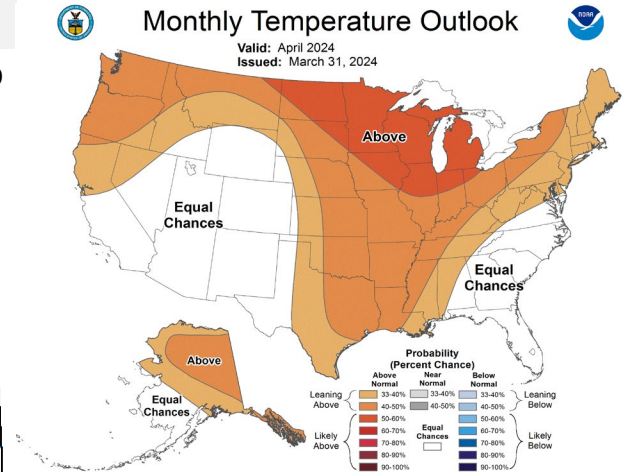 Monthly Temperature Outlook
NOAA
Valid: April 2024
Issued: March 31, 2024
Above
Equal
Chances
Equal
Chances
Above
Equal
Chances
Probability
(Percent Chance)
Above
Normal
Near
Normal
Below
Normal
Leaning
Above
33-40%
40-50%
33-40%
40-50%
33-40%
40-50%
Leaning
Below
Likely
Above
50-60%
60-70%
70-80%
80-90%
90-100%
Equal
Chances
50-60%
60-70%
70-80%
80-90%
90-100%
Likely
Below